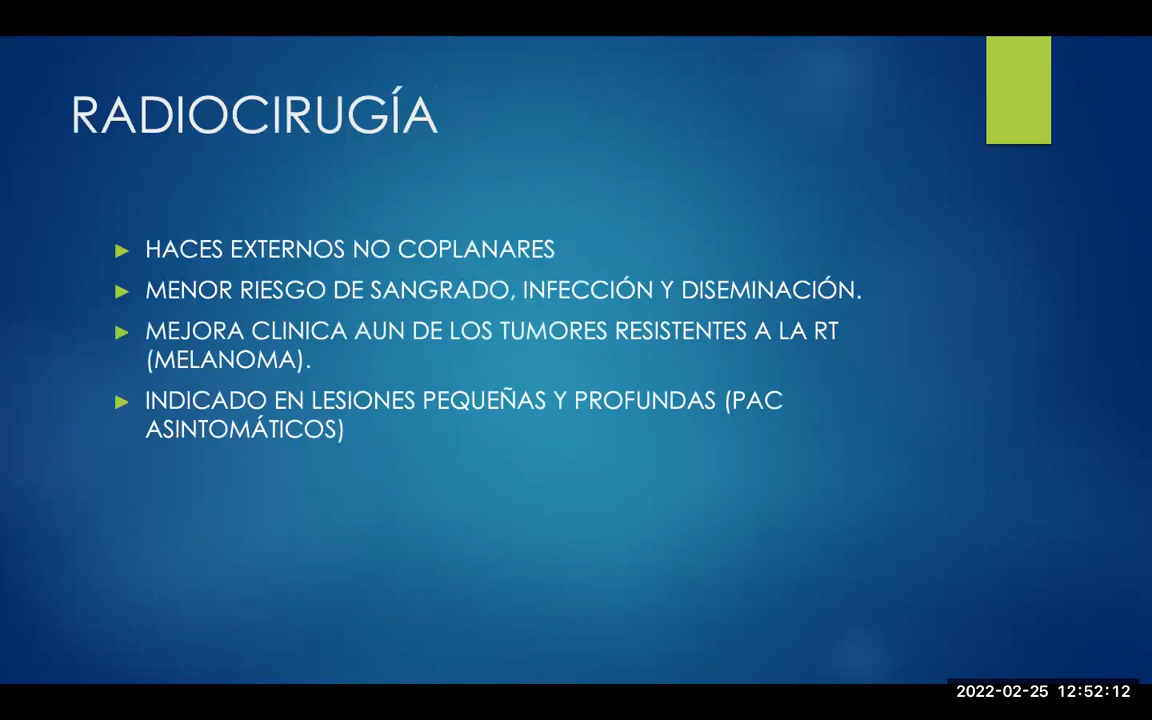 RADIOCIRUGÍA
HACES EXTERNOS NO COPLANARES
MENOR RIESGO DE SANGRADO, INFECCIÓN Y DISEMINACIÓN.
MEJORA CLINICA AUN DE LOS TUMORES RESISTENTES A LA RT
(MELANOMA).
INDICADO EN LESIONES PEQUEÑAS Y PROFUNDAS (PAC
ASINTOMÁTICOS)
2022-02-25 12:52:12